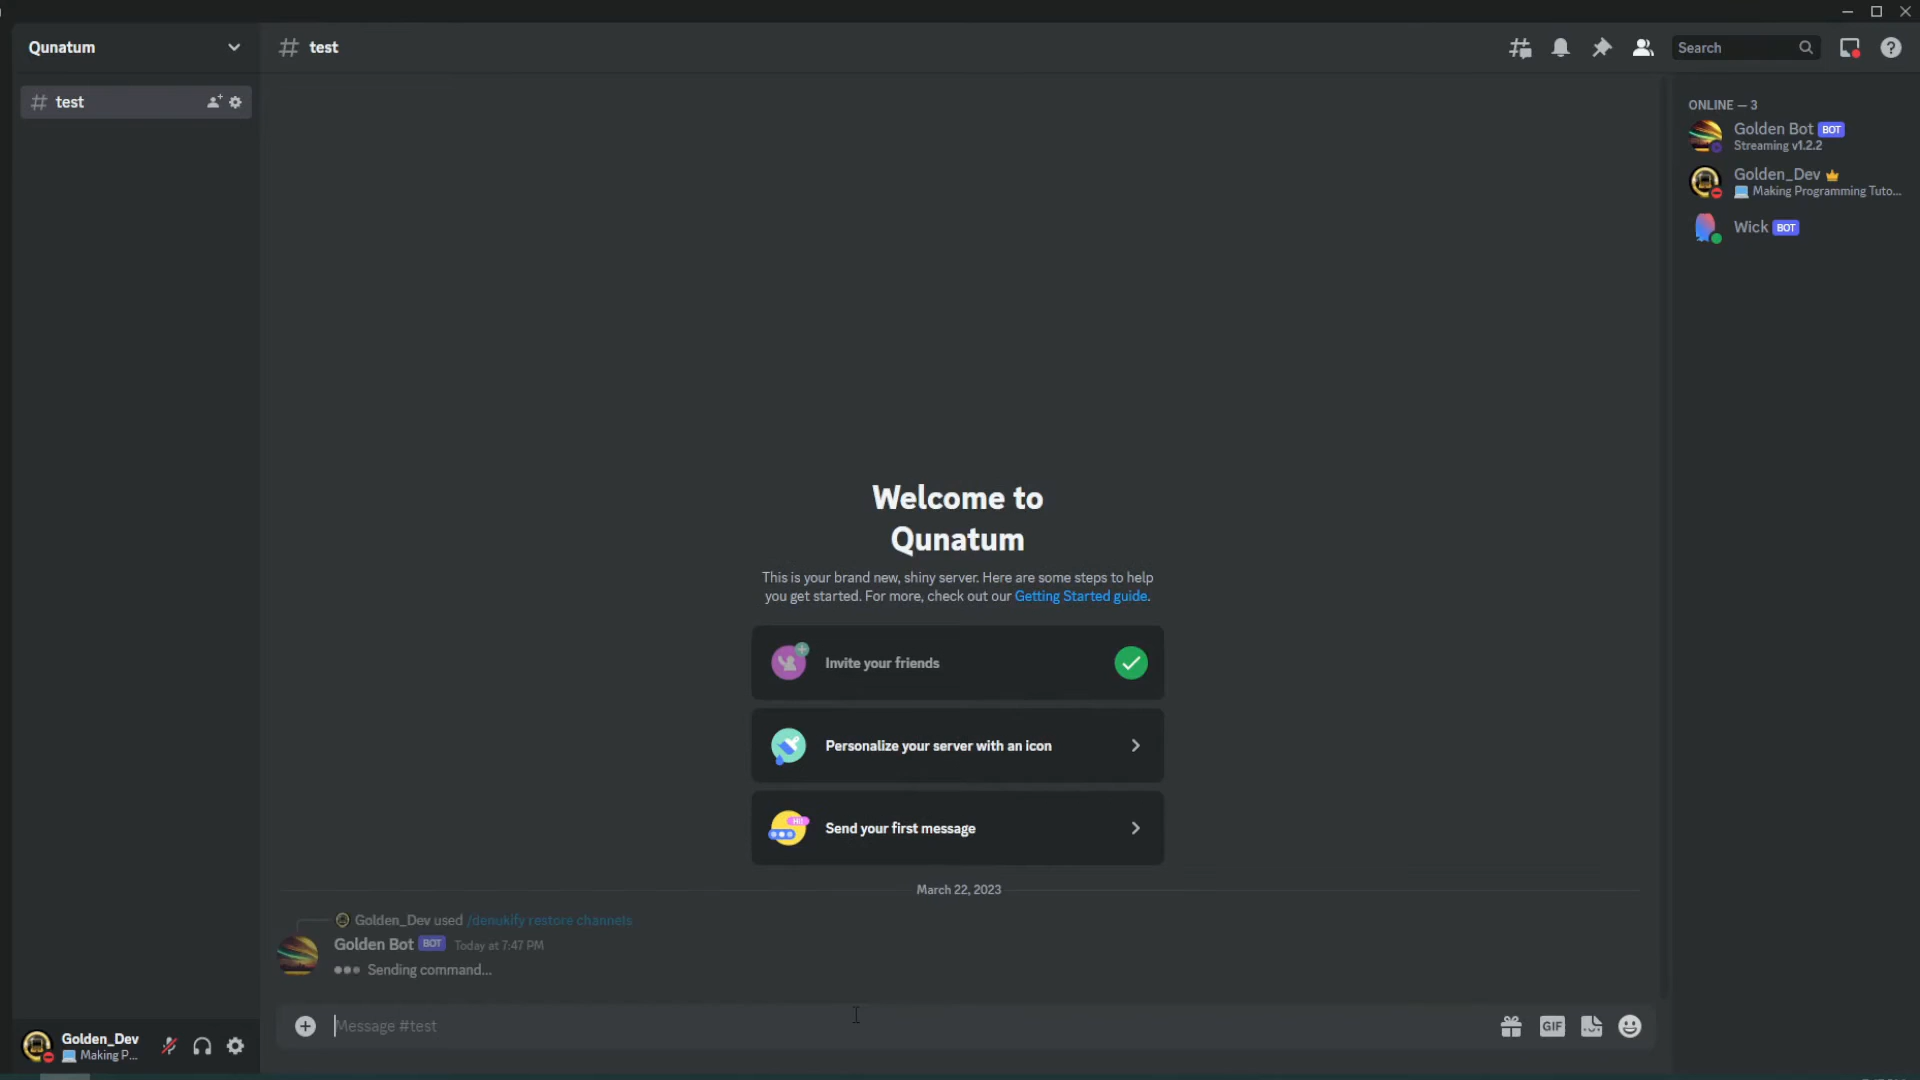 Qunatum
test
test
Search
ONLINE — 3
Golden Bot BOT
Streaming v1.2.2
Golden_Dev
Making Programming Tuto...
Wick BOT
Welcome to
Qunatum
This is your brand new, shiny server. Here are some steps to help
you get started. For more, check out our Getting Started guide.
Invite your friends
Personalize your server with an icon
Hi!
Send your first message
March 22, 2023
Golden_Dev used /denukify restore channels
Golden Bot BOT Today at 7:47 PM
Sending command...
Message #test
GIF
Golden_Dev
Making P...